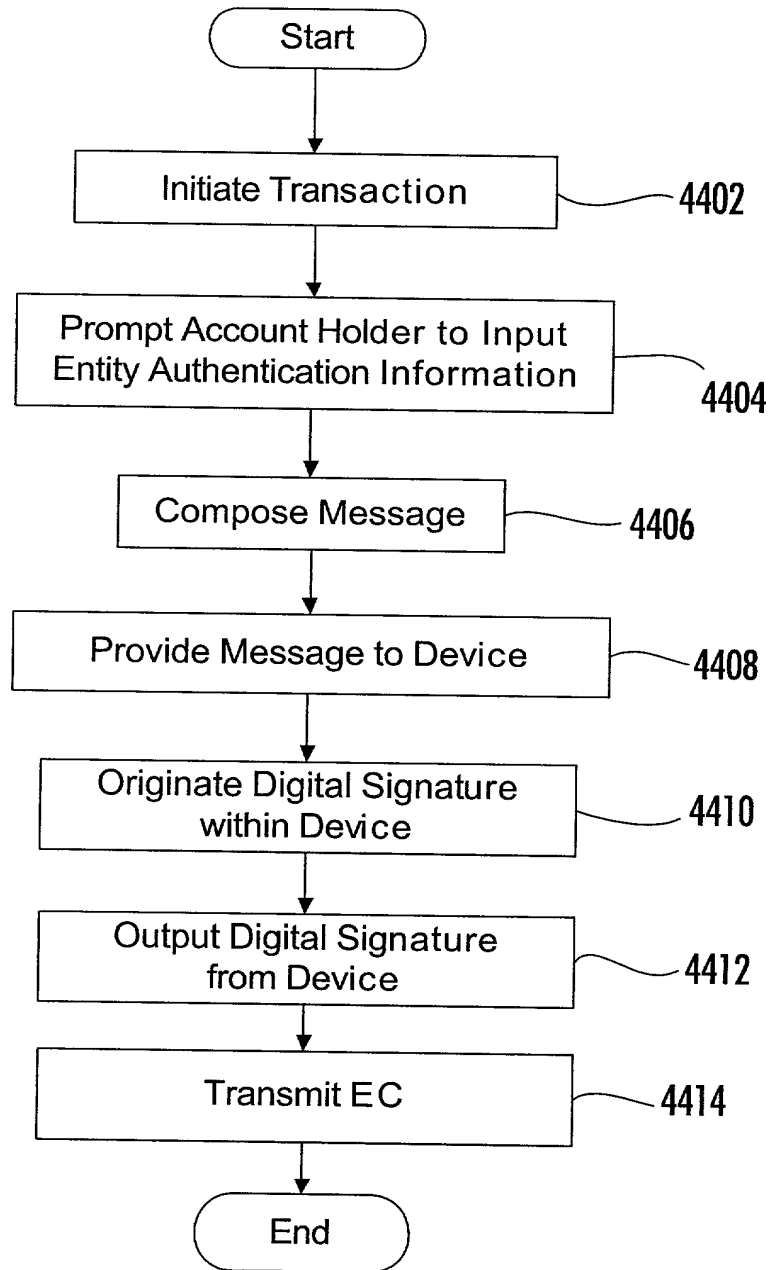 Start
Initiate Transaction
4402
Prompt Account Holder to Input
Entity Authentication Information
4404
Compose Message
4406
Provide Message to Device
4408
Originate Digital Signature
within Device
4410
Output Digital Signature
from Device
4412
Transmit EC
4414
End